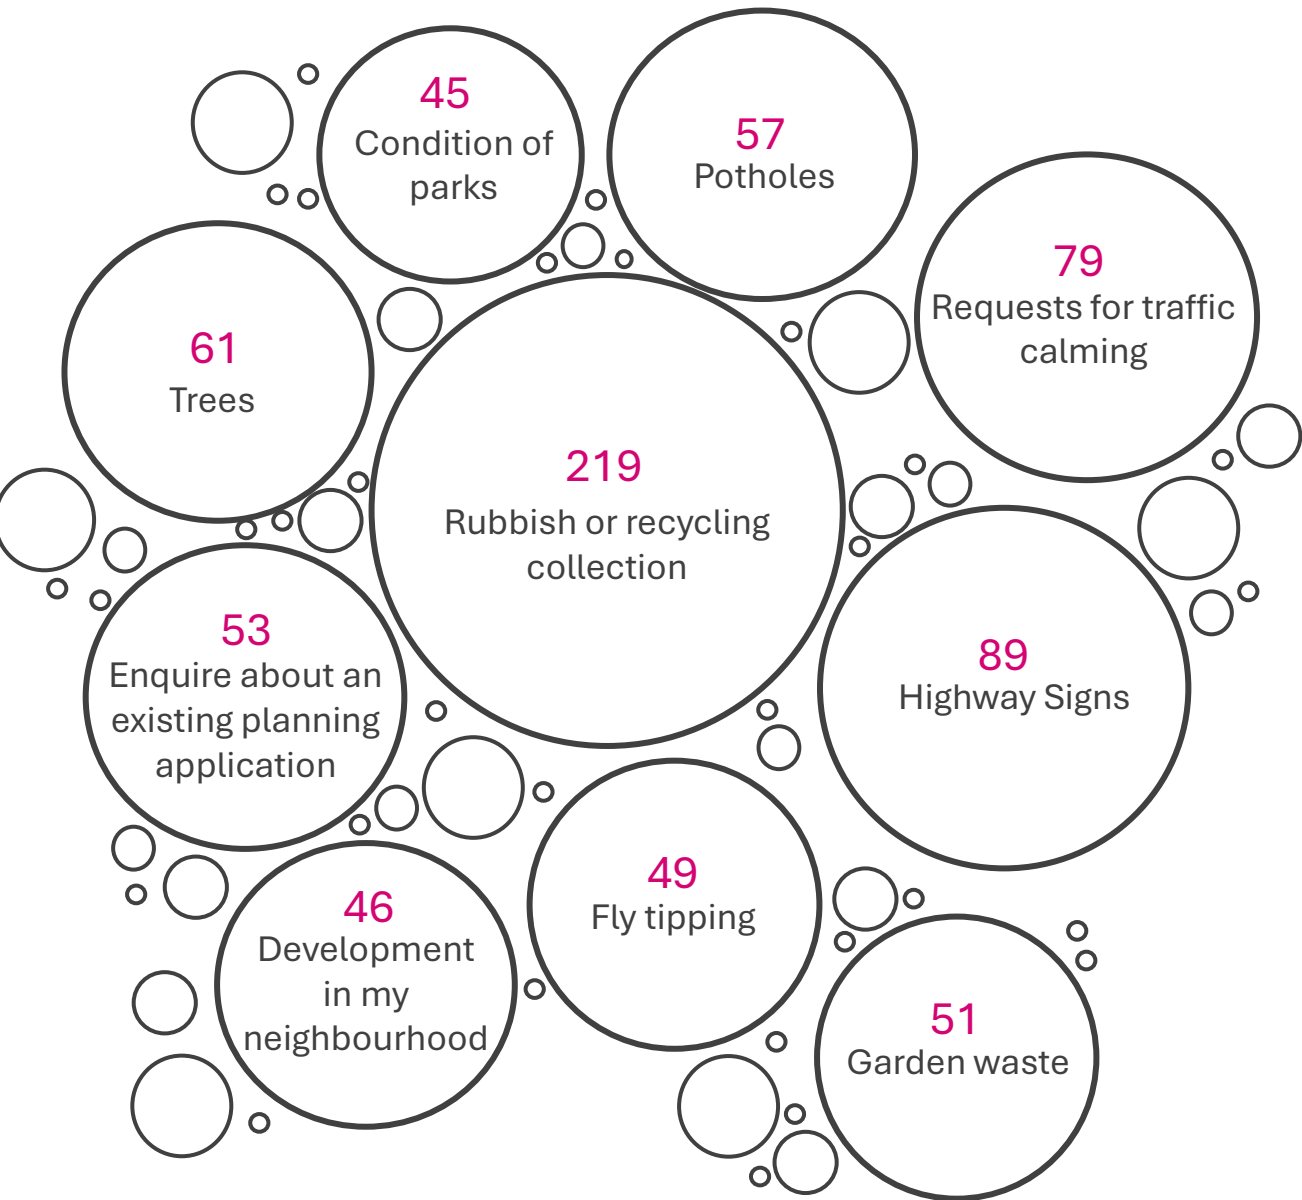 45
Condition of
parks
57
Potholes
79
Requests for traffic
calming
61
Trees
219
Rubbish or recycling
collection
53
Enquire about an
existing planning
application
89
Highway Signs
46
Development
in my
neighbourhood
49
Fly tipping
51
Garden waste